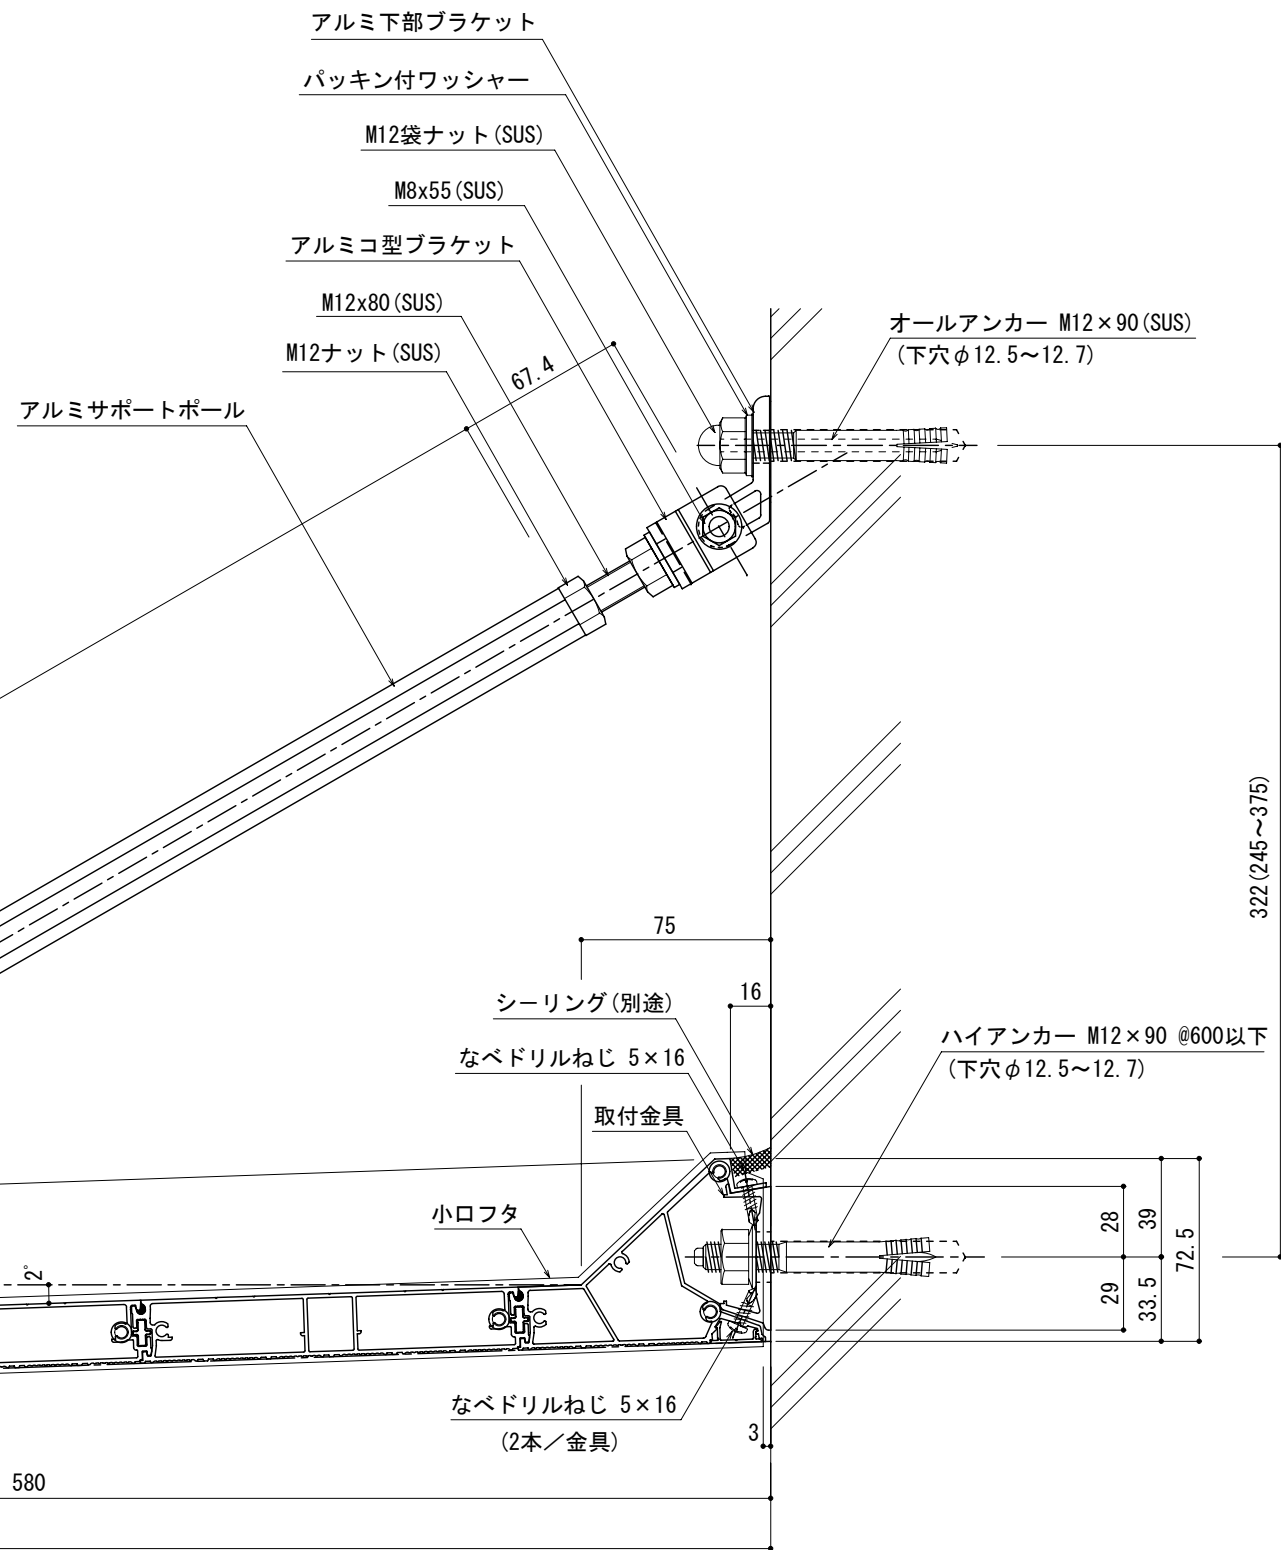 アルミ下部ブラケット
パッキン付ワッシャー
M12袋ナット(SUS)
M8x55(SUS)
アルミコ型ブラケット
M12x80(SUS)
M12ナット(SUS)
アルミサポートポール
67.4
オールアンカー M12×90(SUS)
(下穴φ12.5〜12.7)
322(245〜375)
75
16
シーリング(別途)
なべドリルねじ 5×16
取付金具
ハイアンカー M12×90 @600以下
(下穴φ12.5〜12.7)
小口フタ
2°
28
39
72.5
29
33.5
なべドリルねじ 5×16
(2本／金具)
3
580